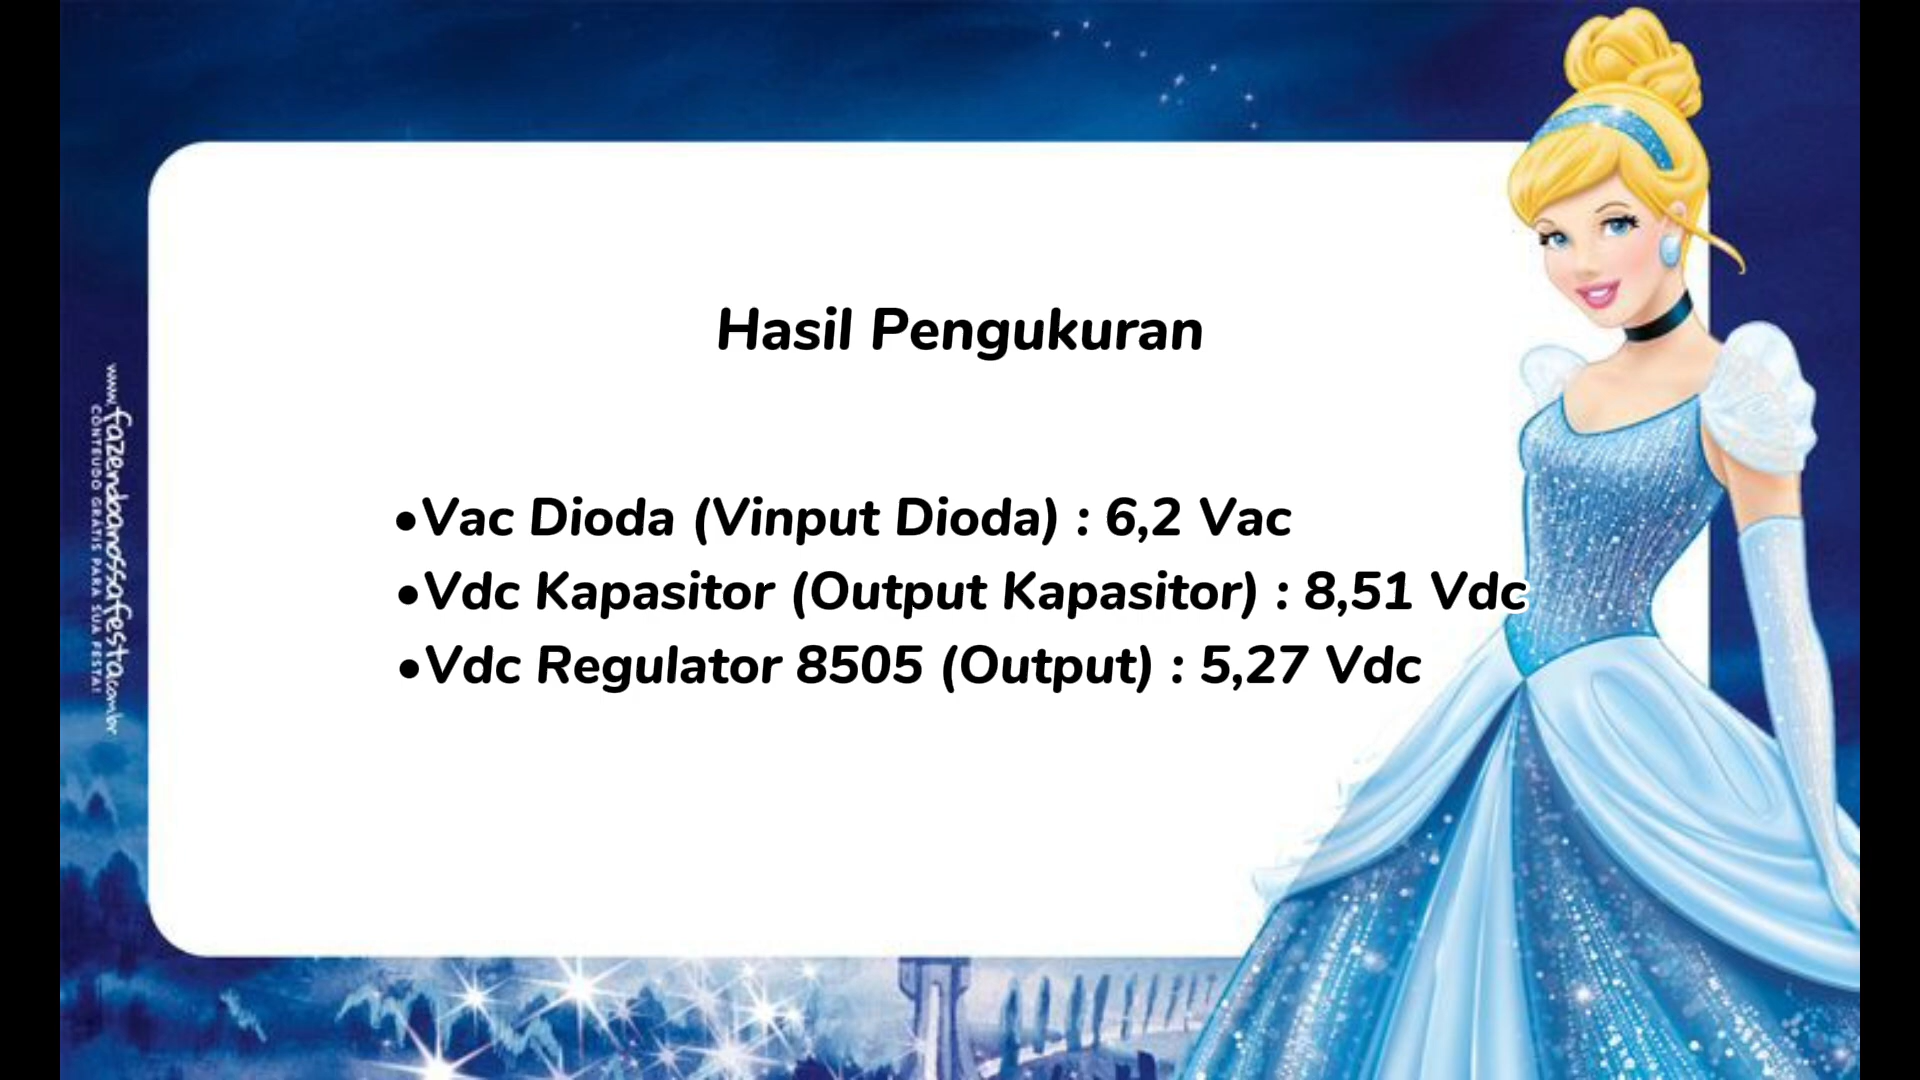 Hasil Pengukuran
•Vac Dioda (Vinput Dioda) : 6,2 Vac
•Vdc Kapasitor (Output Kapasitor) : 8,51 Vdc
•Vdc Regulator 8505 (Output) : 5,27 Vdc
www.fazendoanossafesta.com.br
CONTEUDO GRÁTIS PARA SUA FESTA!